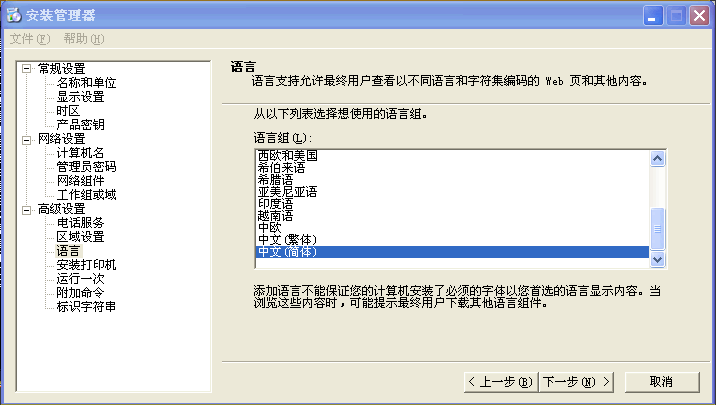 安装管理器
文件(F) 帮助(H)
常规设置
名称和单位
显示设置
时区
产品密钥
网络设置
计算机名
管理员密码
网络组件
工作组或域
高级设置
电话服务
区域设置
语言
安装打印机
运行一次
附加命令
标识字符串
语言
语言支持允许最终用户查看以不同语言和字符集编码的 Web 页和其他内容。
从以下列表选择想使用的语言组。
语言组(L):
西欧和美国
希伯来语
希腊语
亚美尼亚语
印度语
越南语
中欧
中文(繁体)
中文(简体)
添加语言不能保证您的计算机安装了必须的字体以您首选的语言显示内容。当
浏览这些内容时，可能提示最终用户下载其他语言组件。
< 上一步(B) 下一步(N) > 取消